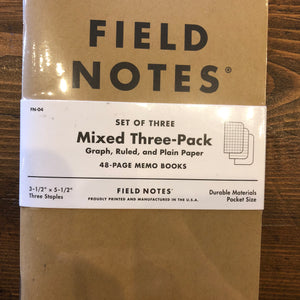 FIELD
NOTES®
FN-04
SET OF THREE
Mixed Three-Pack
Graph, Ruled, and Plain Paper
48-PAGE MEMO BOOKS
3-1/2" x 5-1/2"
Three Staples
FIELD NOTES®
PROUDLY PRINTED AND MANUFACTURED IN THE U.S.A.
Durable Materials
Pocket Size